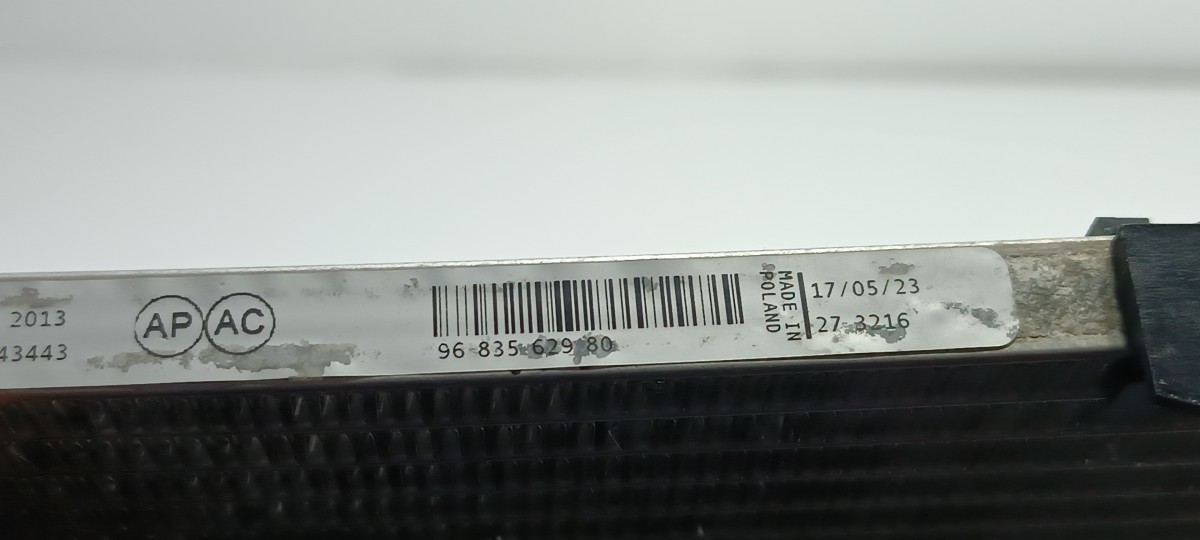 2013
43443
AP AC
96 835 629 80
MADE IN
POLAND
17/05/23
27 3216